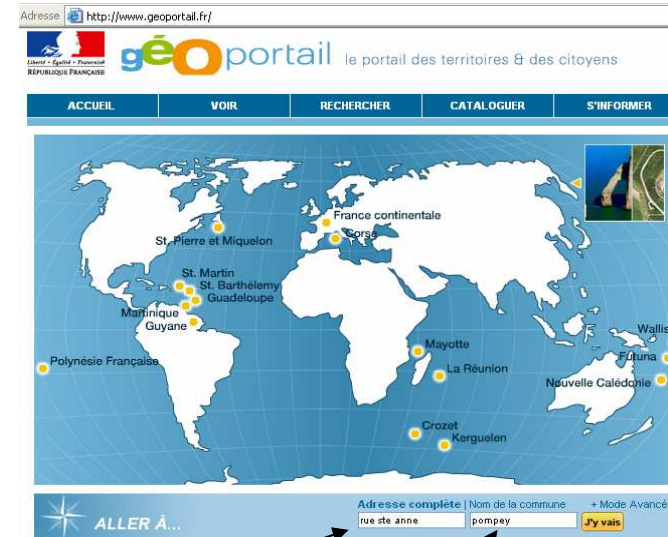 Adresse http://www.geoportail.fr/
Liberté • Égalité • Fraternité
RÉPUBLIQUE FRANÇAISE
géoportail le portail des territoires & des citoyens
ACCUEIL VOIR RECHERCHER CATALOGUER S'INFORMER
France continentale
Corse
St. Pierre et Miquelon
St. Martin
St. Barthélemy
Guadeloupe
Martinique
Guyane
Wallis
Futuna
Mayotte
La Réunion
Polynésie Française
Nouvelle Calédonie
Crozet
Kerguelen
Adresse complète | Nom de la commune + Mode Avancé
ALLER À... rue ste anne pompey J'y vais